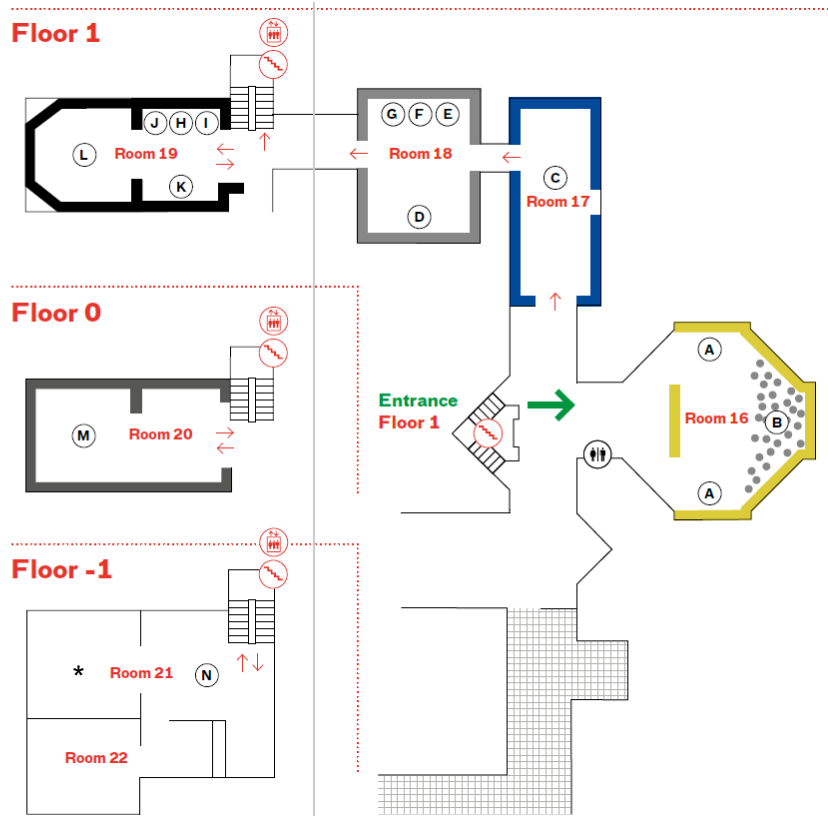 Floor 1
J H I
G F E
L
Room 19
Room 18
C
K
Room 17
D
Floor 0
A
Entrance
Floor 1
Room 16
B
M
Room 20
A
Floor -1
*
Room 21
N
Room 22